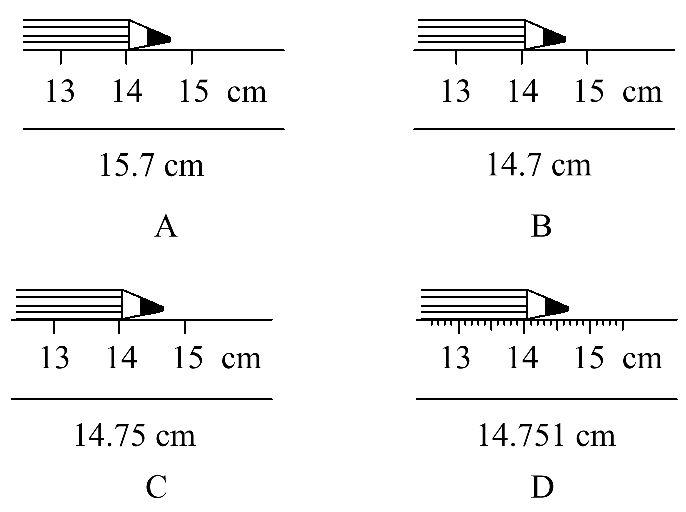 13 14 15 cm
15.7 cm
A
13 14 15 cm
14.7 cm
B
13 14 15 cm
14.75 cm
C
13 14 15 cm
14.751 cm
D